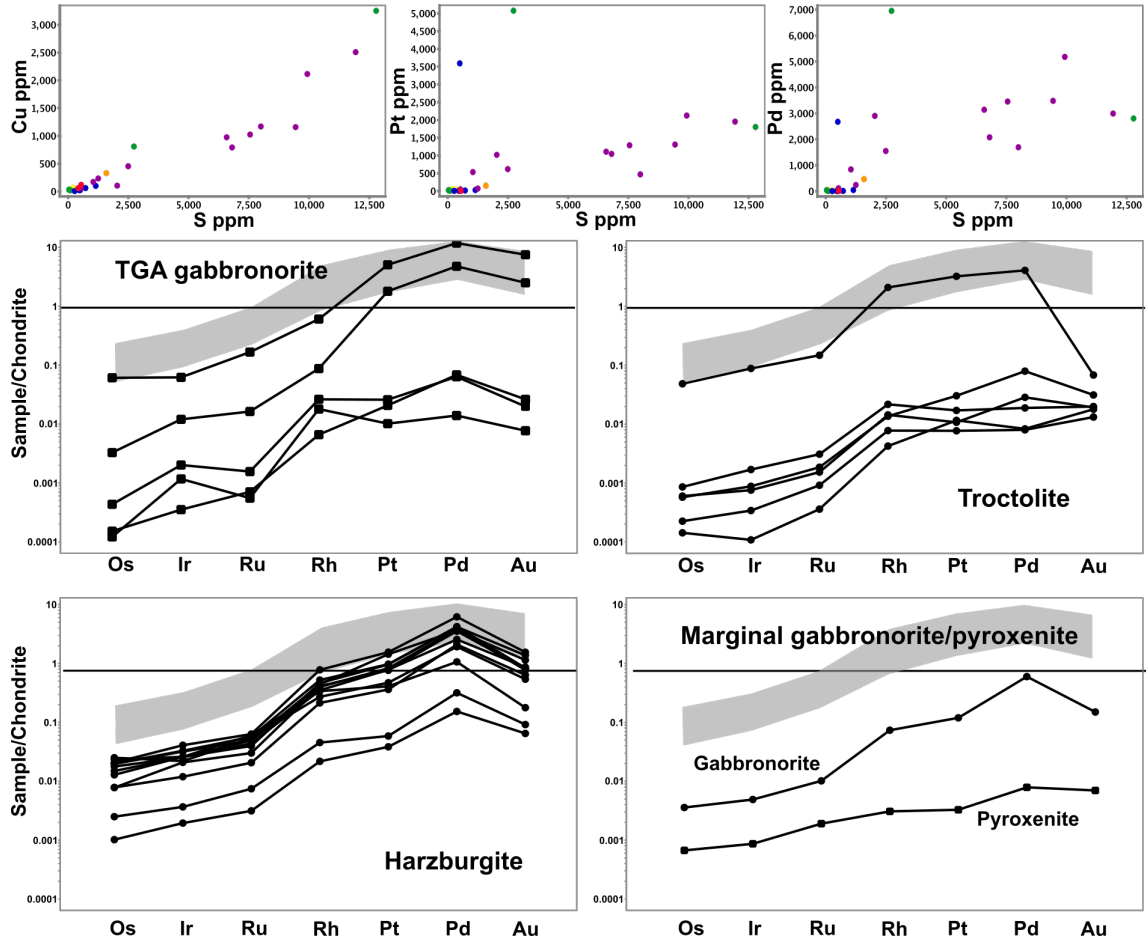 Cu ppm
3,000
2,500
2,000
1,500
1,000
500
0
0 2,500 5,000 7,500 10,000 12,500
S ppm
Pt ppm
5,000
4,500
4,000
3,500
3,000
2,500
2,000
1,500
1,000
500
0
0 2,500 5,000 7,500 10,000 12,500
S ppm
Pd ppm
7,000
6,000
5,000
4,000
3,000
2,000
1,000
0
0 2,500 5,000 7,500 10,000 12,500
S ppm
Sample/Chondrite
10
1
0.1
0.01
0.001
0.0001
TGA gabbronorite
Os Ir Ru Rh Pt Pd Au
10
1
0.1
0.01
0.001
0.0001
Troctolite
Os Ir Ru Rh Pt Pd Au
Sample/Chondrite
10
1
0.1
0.01
0.001
0.0001
Harzburgite
Os Ir Ru Rh Pt Pd Au
10
1
0.1
0.01
0.001
0.0001
Marginal gabbronorite/pyroxenite
Gabbronorite
Pyroxenite
Os Ir Ru Rh Pt Pd Au